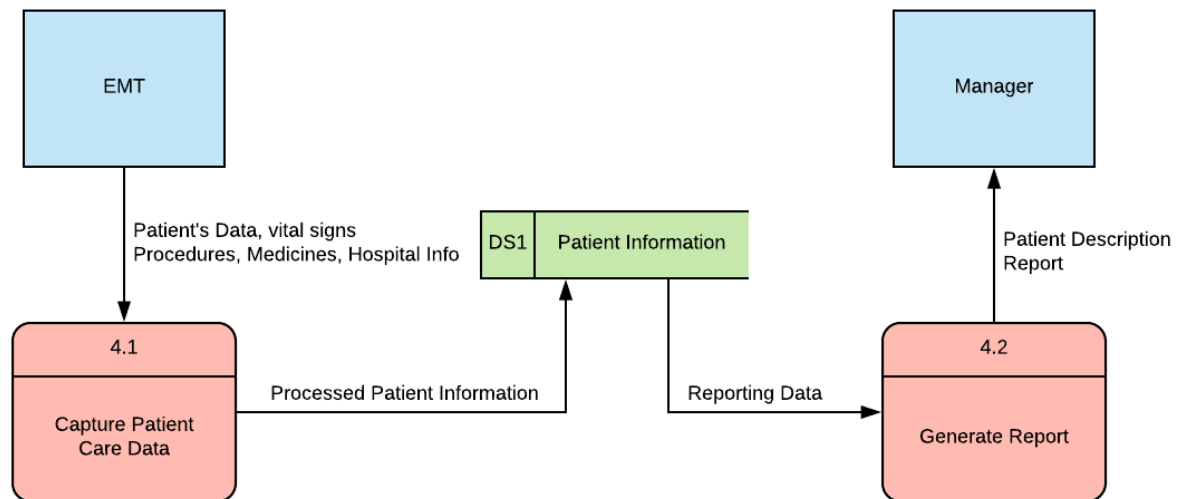 EMT
Manager
Patient's Data, vital signs
Procedures, Medicines, Hospital Info
DS1
Patient Information
Patient Description
Report
4.1
Capture Patient
Care Data
Processed Patient Information
Reporting Data
4.2
Generate Report